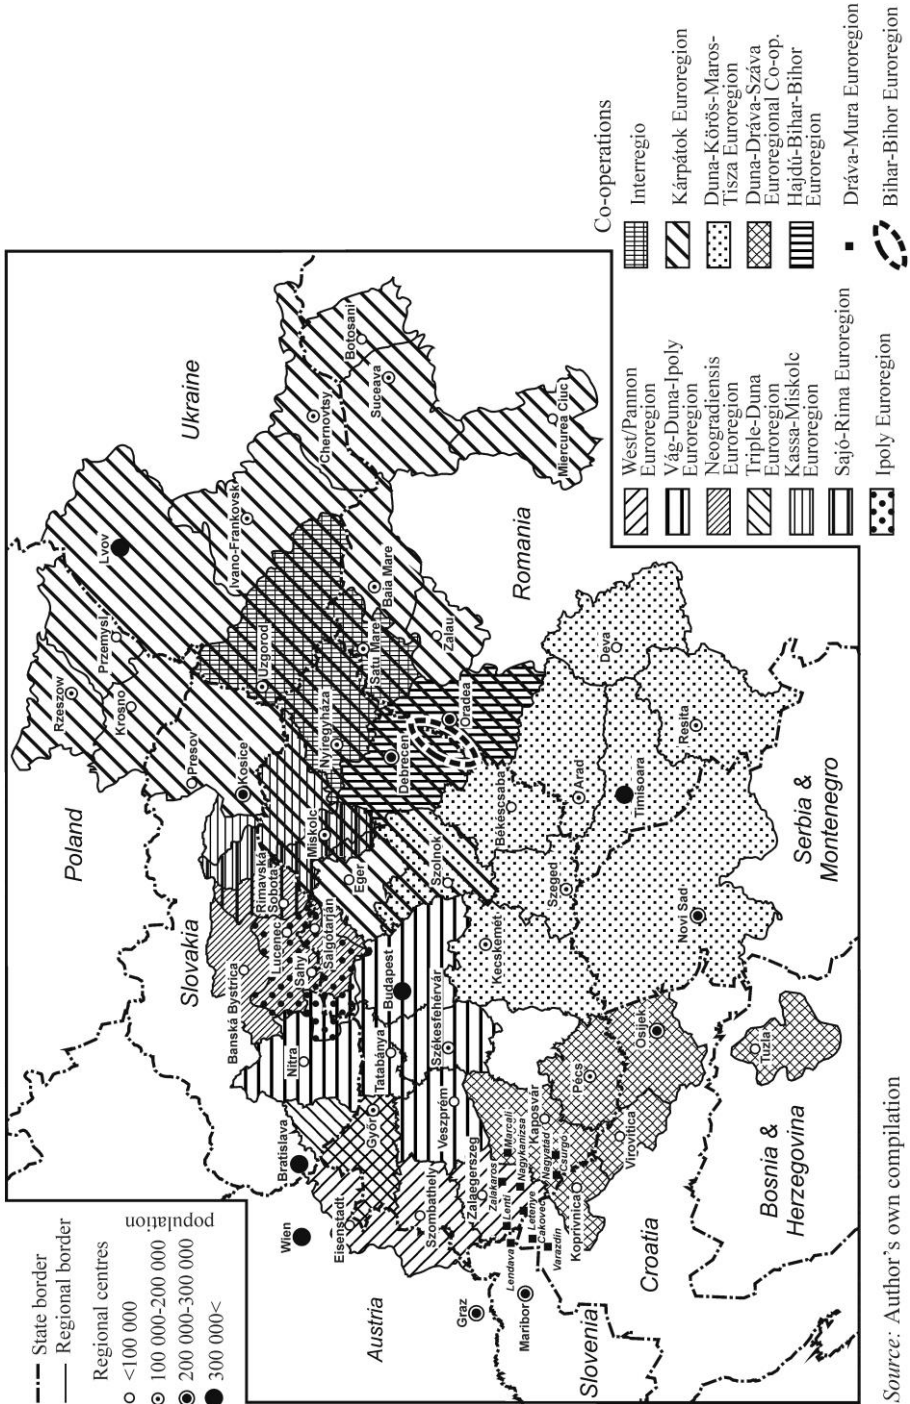 State border
Regional border
Regional centres
<100 000
100 000-200 000
200 000-300 000
300 000<
population
Poland
Ukraine
Slovakia
Austria
Slovenia
Croatia
Bosnia &
Herzegovina
Serbia &
Montenegro
Romania
Rzeszow
Krosno
Przemysl
Lvov
Presov
Kosice
Uzgorod
Ivano-Frankovsk
Chernovtsy
Botosani
Suceava
Miercurea Ciuc
Baia Mare
Satu Mare
Zalau
Nyíregyháza
Debrecen
Oradea
Banská Bystrica
Rimavská
Sobota
Lucenec
Sahy
Salgótarján
Miskolc
Eger
Szolnok
Nitra
Bratislava
Wien
Eisenstadt
Győr
Tatabánya
Budapest
Székesfehérvár
Veszprém
Szombathely
Zalaegerszeg
Graz
Maribor
Zalakaros
Marcali
Lenti
Nagykanizsa
Lendava
Letenye
Cakovec
Varazdin
Kaposvár
Nagyatád
Csurgó
Koprivnica
Virovitica
Pécs
Osijek
Tuzla
Kecskemét
Szeged
Békéscsaba
Arad
Deva
Timisoara
Resita
Novi Sad
Co-operations
West/Pannon
Euroregion
Vág-Duna-Ipoly
Euroregion
Neogradiensis
Euroregion
Triple-Duna
Euroregion
Kassa-Miskolc
Euroregion
Sajó-Rima Euroregion
Ipoly Euroregion
Interregio
Kárpátok Euroregion
Duna-Körös-Maros-
Tisza Euroregion
Duna-Dráva-Száva
Euroregional Co-op.
Hajdú-Bihar-Bihor
Euroregion
Dráva-Mura Euroregion
Bihar-Bihor Euroregion
Source: Author's own compilation